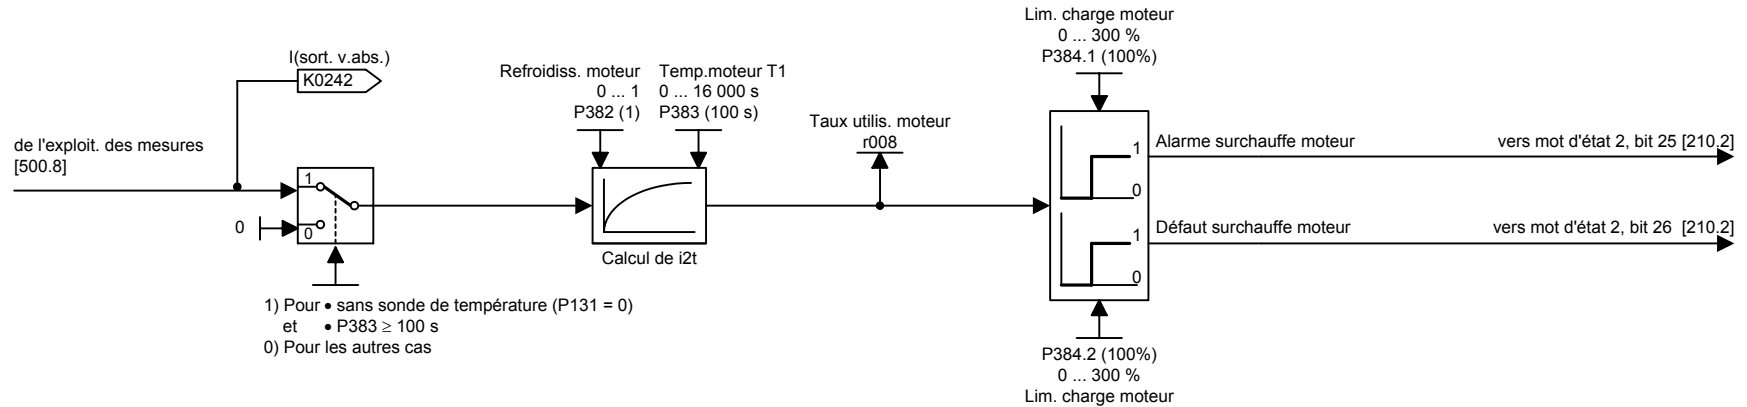 Lim. charge moteur
0 ... 300 %
P384.1 (100%)
I(sort. v.abs.)
K0242
Refroidiss. moteur
0 ... 1
P382 (1)
Temp.moteur T1
0 ... 16 000 s
P383 (100 s)
Taux utilis. moteur
r008
de l'exploit. des mesures
[500.8]
1
0
0
Calcul de i2t
1
0
Alarme surchauffe moteur
vers mot d'état 2, bit 25 [210.2]
1
0
Défaut surchauffe moteur
vers mot d'état 2, bit 26 [210.2]
1) Pour • sans sonde de température (P131 = 0)
et • P383 ≥ 100 s
0) Pour les autres cas
P384.2 (100%)
0 ... 300 %
Lim. charge moteur